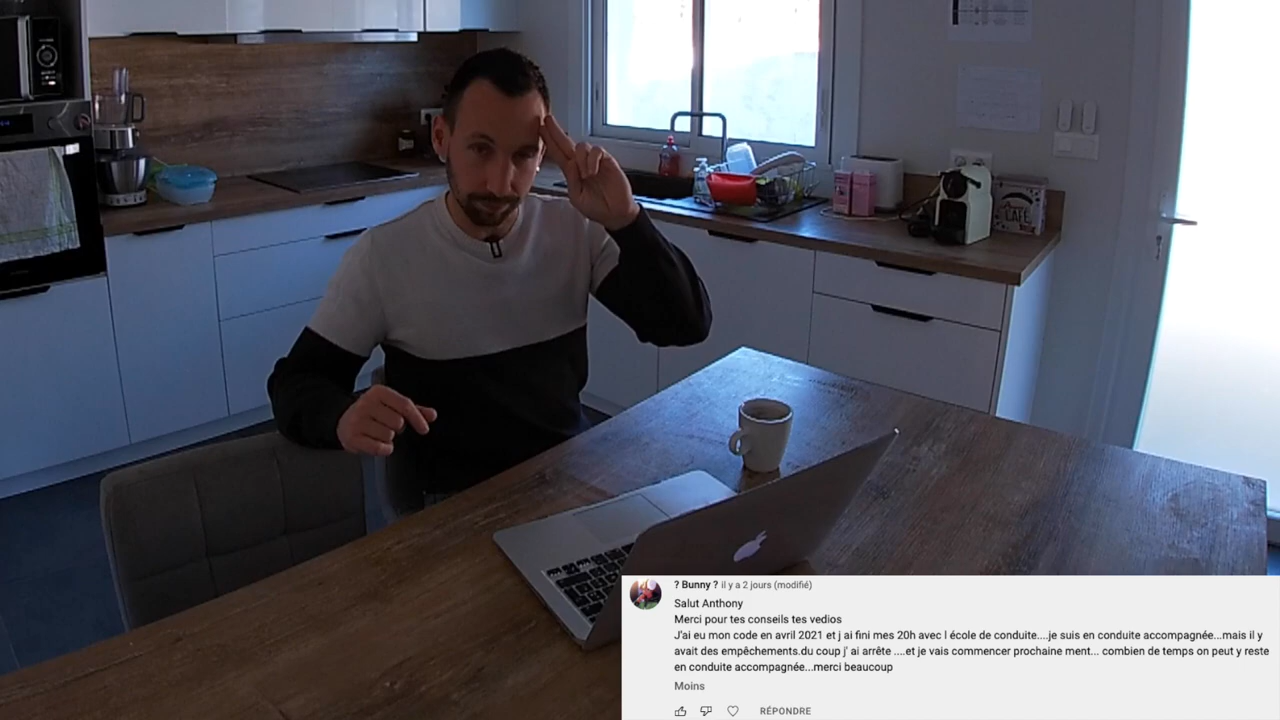 CAFÉ
? Bunny ? il y a 2 jours (modifié)
Salut Anthony
Merci pour tes conseils tes vedios
J'ai eu mon code en avril 2021 et j ai fini mes 20h avec l école de conduite....je suis en conduite accompagnée...mais il y
avait des empêchements.du coup j' ai arrête ....et je vais commencer prochaine ment... combien de temps on peut y reste
en conduite accompagnée...merci beaucoup
Moins
RÉPONDRE